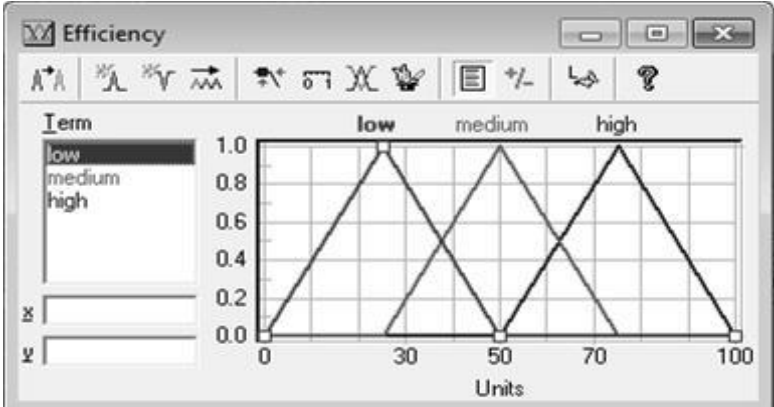 Efficiency
+/-
?
Term
low
medium
high
x
y
low medium high
1.0
0.8
0.6
0.4
0.2
0.0
0 30 50 70 100
Units